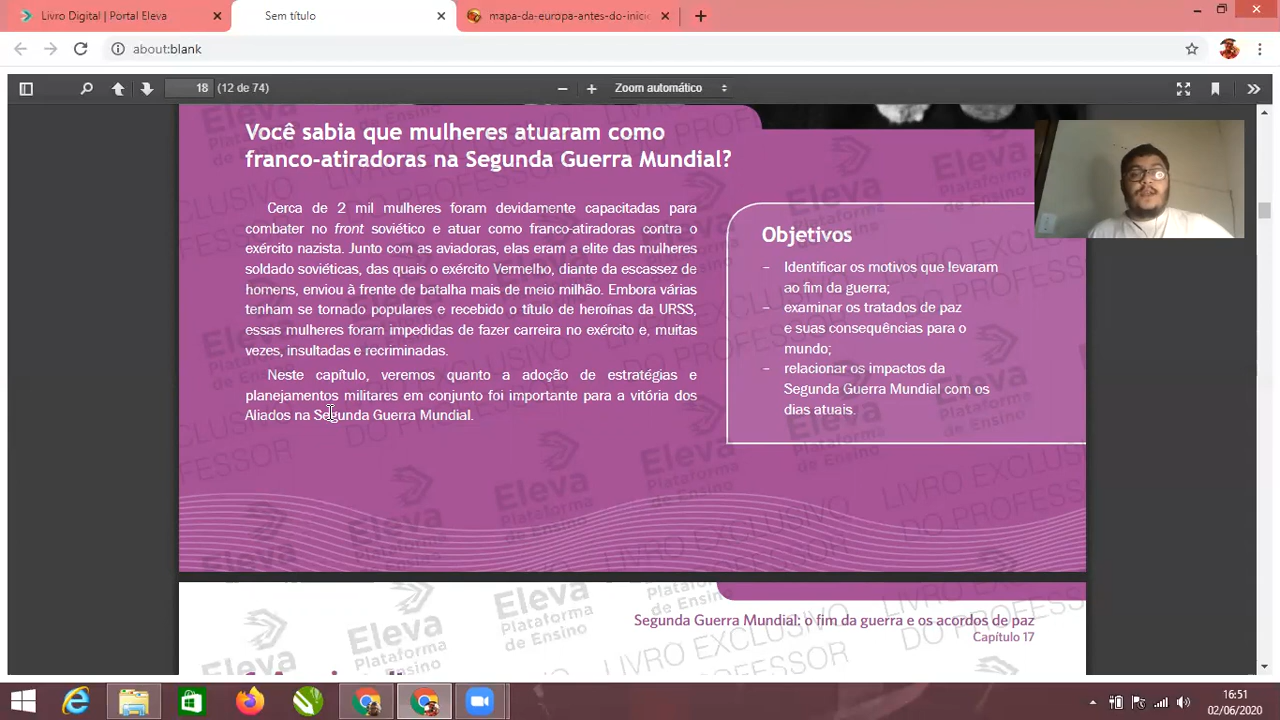 Livro Digital | Portal Eleva
Sem título
mapa-da-europa-antes-do-inici
about:blank
18 (12 de 74)
Zoom automático
Você sabia que mulheres atuaram como
franco-atiradoras na Segunda Guerra Mundial?
Cerca de 2 mil mulheres foram devidamente capacitadas para
combater no front soviético e atuar como franco-atiradoras contra o
exército nazista. Junto com as aviadoras, elas eram a elite das mulheres
soldado soviéticas, das quais o exército Vermelho, diante da escassez de
homens, enviou à frente de batalha mais de meio milhão. Embora várias
tenham se tornado populares e recebido o título de heroínas da URSS,
essas mulheres foram impedidas de fazer carreira no exército e, muitas
vezes, insultadas e recriminadas.
Neste capítulo, veremos quanto a adoção de estratégias e
planejamentos militares em conjunto foi importante para a vitória dos
Aliados na Segunda Guerra Mundial.
Objetivos
– Identificar os motivos que levaram
ao fim da guerra;
– examinar os tratados de paz
e suas consequências para o
mundo;
– relacionar os impactos da
Segunda Guerra Mundial com os
dias atuais.
Eleva
Plataforma
de Ensino
LIVRO EXCLUSIVO
DO PROFESSOR
Segunda Guerra Mundial: o fim da guerra e os acordos de paz
Capítulo 17
16:51
02/06/2020